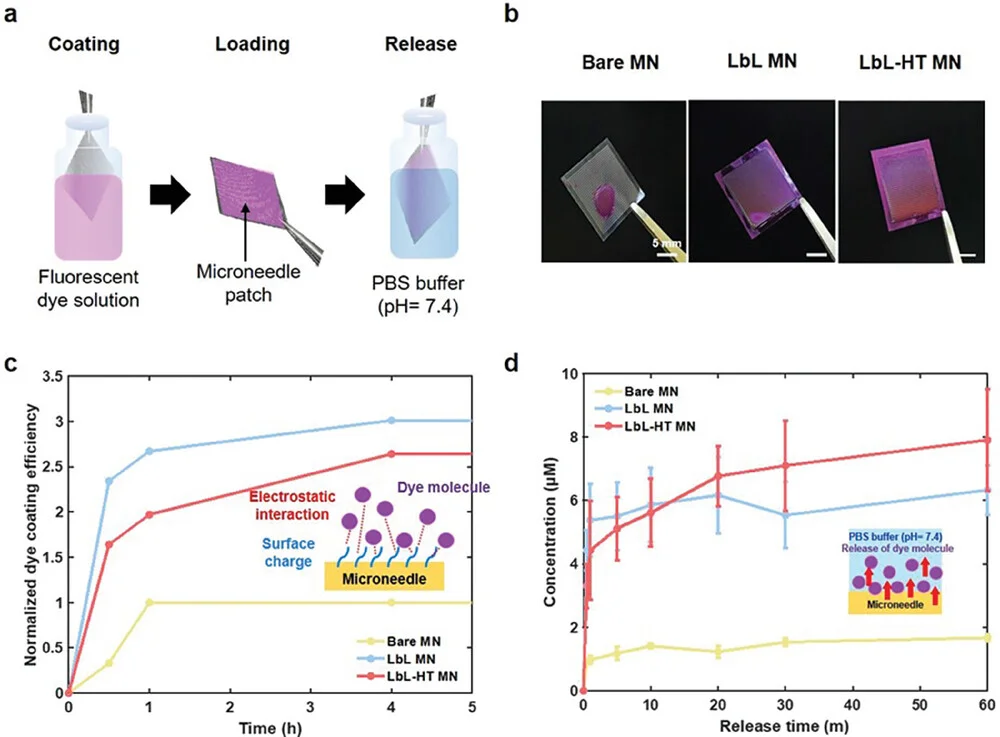 a
Coating
Loading
Release
Fluorescent
dye solution
Microneedle
patch
PBS buffer
(pH= 7.4)
b
Bare MN
LbL MN
LbL-HT MN
5 mm
c
Normalized dye coating efficiency
3.5
3
2.5
2
1.5
1
0.5
0
0
1
2
3
4
5
Time (h)
Electrostatic
interaction
Dye molecule
Surface
charge
Microneedle
Bare MN
LbL MN
LbL-HT MN
d
Concentration (μM)
10
8
6
4
2
0
0
10
20
30
40
50
60
Release time (m)
Bare MN
LbL MN
LbL-HT MN
PBS buffer (pH= 7.4)
Release of dye molecule
Microneedle